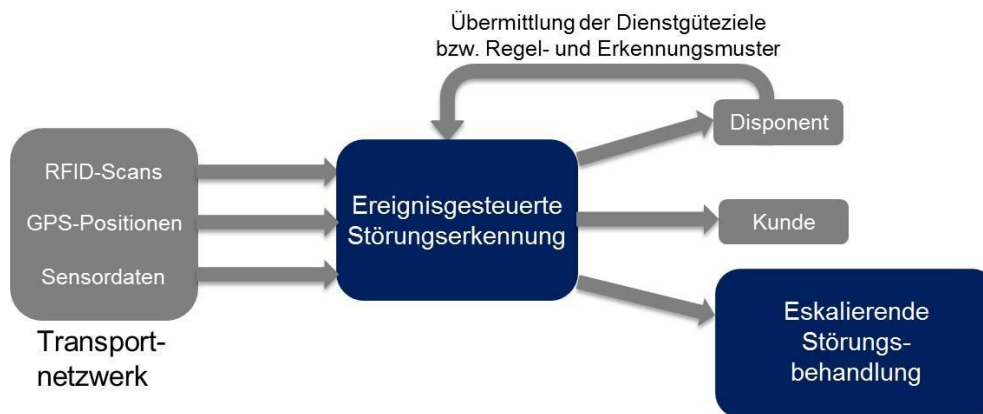 Übermittlung der Dienstgüteziele
bzw. Regel- und Erkennungsmuster
Disponent
RFID-Scans
GPS-Positionen
Sensordaten
Ereignisgesteuerte
Störungserkennung
Kunde
Eskalierende
Störungs-
behandlung
Transport-
netzwerk